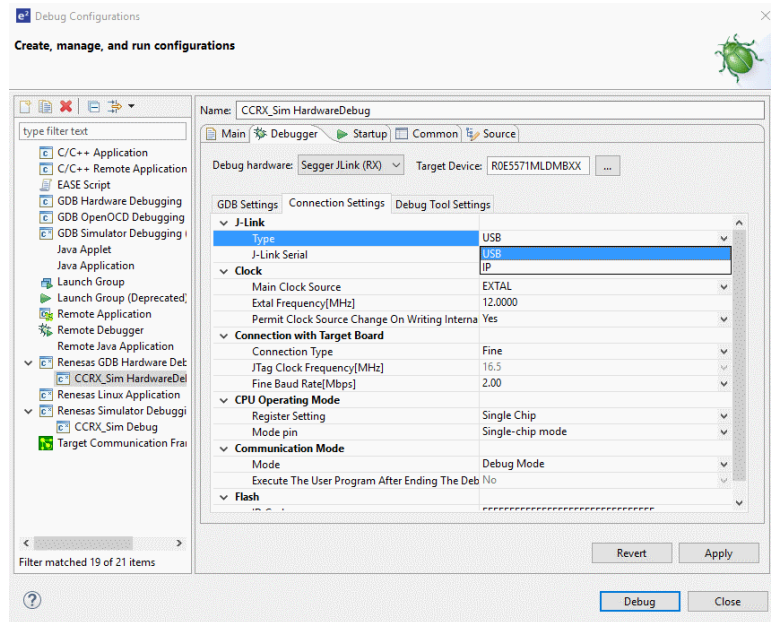 e² Debug Configurations
Create, manage, and run configurations
type filter text
C/C++ Application
C/C++ Remote Application
EASE Script
GDB Hardware Debugging
GDB OpenOCD Debugging
GDB Simulator Debugging (
Java Applet
Java Application
Launch Group
Launch Group (Deprecated)
Remote Application
Remote Debugger
Remote Java Application
Renesas GDB Hardware Deb
CCRX_Sim HardwareDe
Renesas Linux Application
Renesas Simulator Debuggi
CCRX_Sim Debug
Target Communication Fra
Filter matched 19 of 21 items
Name: CCRX_Sim HardwareDebug
Main Debugger Startup Common Source
Debug hardware: Segger JLink (RX) Target Device: R0E5571MLDMBXX ...
GDB Settings Connection Settings Debug Tool Settings
J-Link
Type USB
J-Link Serial USB
IP
Clock
Main Clock Source EXTAL
Extal Frequency[MHz] 12.0000
Permit Clock Source Change On Writing Interna Yes
Connection with Target Board
Connection Type Fine
JTag Clock Frequency[MHz] 16.5
Fine Baud Rate[Mbps] 2.00
CPU Operating Mode
Register Setting Single Chip
Mode pin Single-chip mode
Communication Mode
Mode Debug Mode
Execute The User Program After Ending The Deb No
Flash
Revert Apply
Debug Close